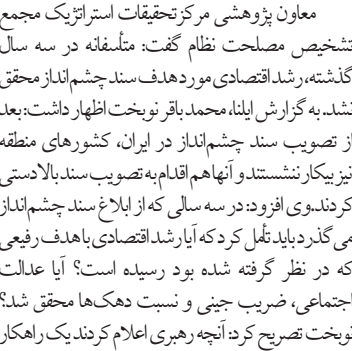 معاون پژوهشی مرکز تحقیقات استراتژیک مجمع
تشخیص مصلحت نظام گفت: متأسفانه در سه سال
گذشته، رشد اقتصادی مورد هدف سند چشم‌انداز محقق
نشد. به گزارش ایلنا، محمد باقر نوبخت اظهار داشت: بعد
از تصویب سند چشم‌انداز در ایران، کشورهای منطقه
نیز بیکار ننشستند و آنها هم اقدام به تصویب سند بالادستی
کردند. وی افزود: در سه سالی که از ابلاغ سند چشم‌انداز
می گذرد باید تأمل کرد که آیا رشد اقتصادی با هدف رفیعی
که در نظر گرفته شده بود رسیده است؟ آیا عدالت
اجتماعی، ضریب جینی و نسبت دهک‌ها محقق شد؟
نوبخت تصریح کرد: آنچه رهبری اعلام کردند یک راهکار